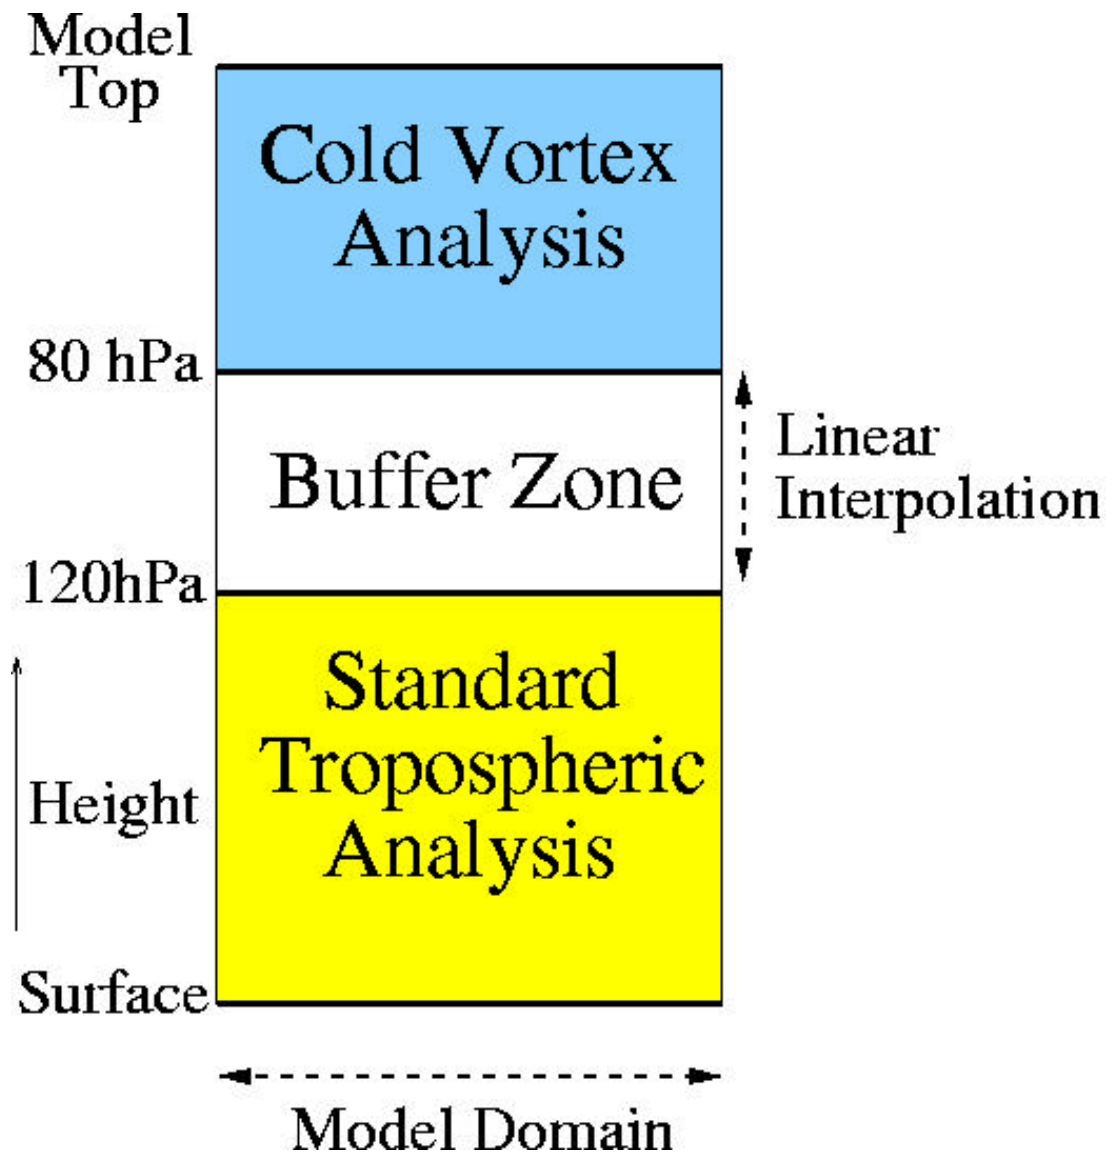 Model
Top
Cold Vortex
Analysis
80 hPa
Buffer Zone
Linear
Interpolation
120hPa
Standard
Tropospheric
Analysis
Height
Surface
Model Domain